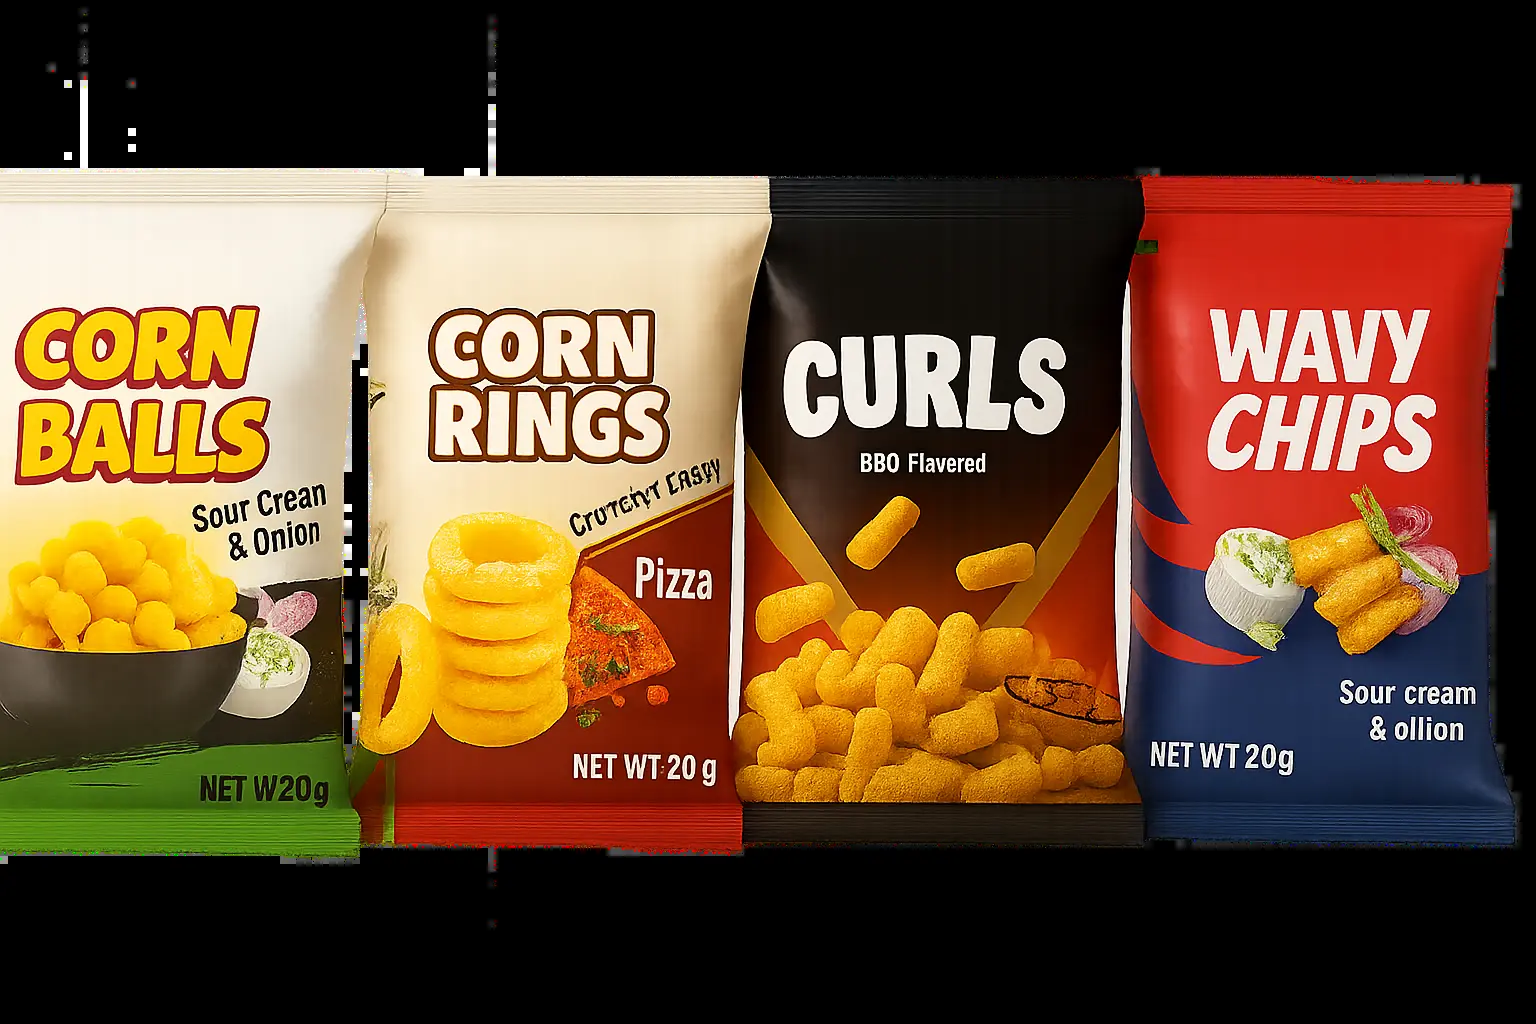 CORN
BALLS
Sour Crean
& Onion
NET W20g
CORN
RINGS
Pizza
NET WT 20 g
CURLS
BBO Flavered
WAVY
CHIPS
Sour cream
& ollion
NET WT 20g